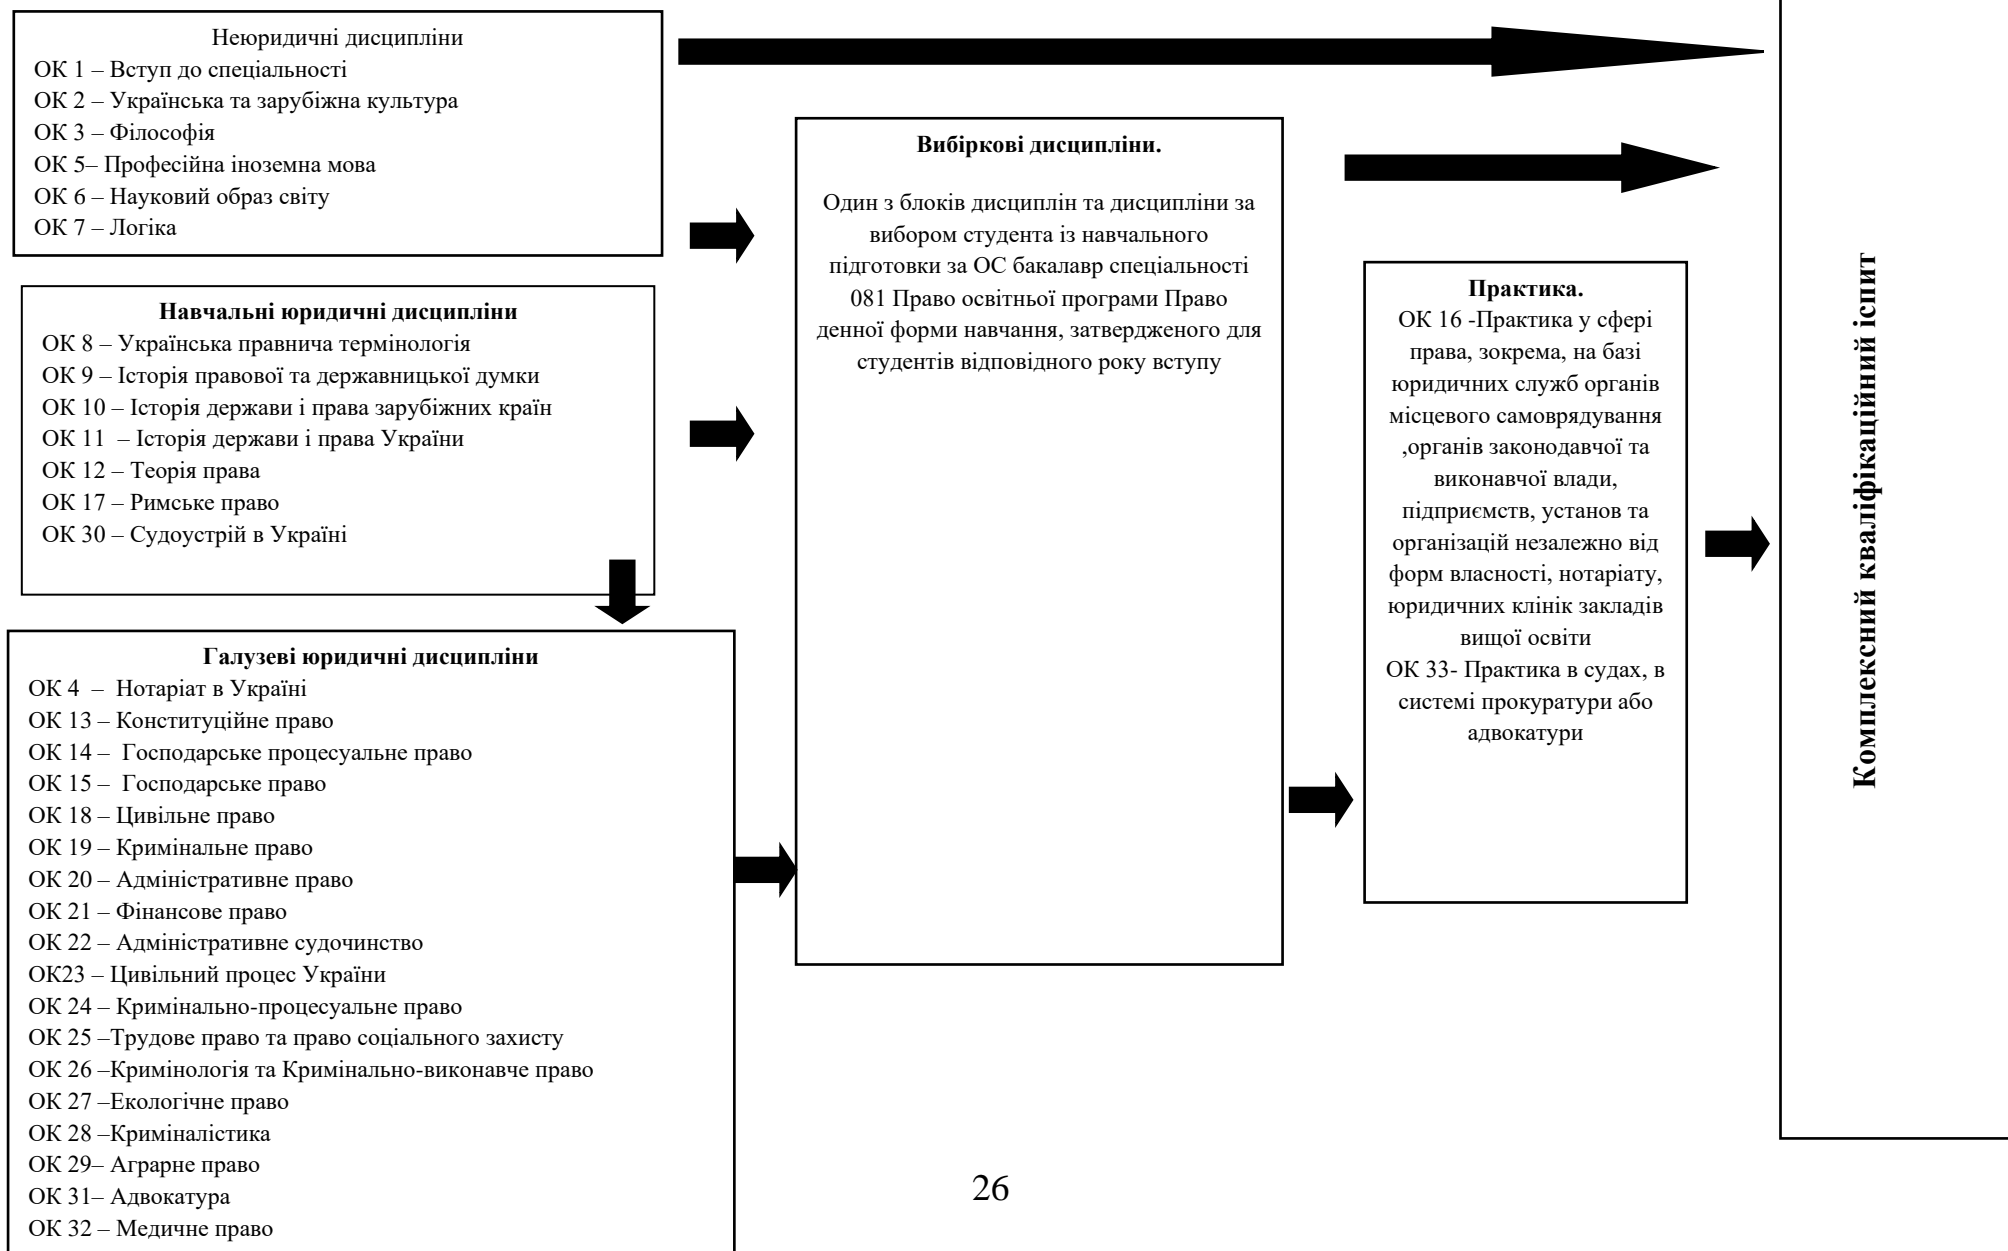 Неюридичні дисципліни
ОК 1 – Вступ до спеціальності
ОК 2 – Українська та зарубіжна культура
ОК 3 – Філософія
ОК 5– Професійна іноземна мова
ОК 6 – Науковий образ світу
ОК 7 – Логіка
Навчальні юридичні дисципліни
ОК 8 – Українська правнича термінологія
ОК 9 – Історія правової та державницької думки
ОК 10 – Історія держави і права зарубіжних країн
ОК 11  – Історія держави і права України
ОК 12 – Теорія права
ОК 17 – Римське право
ОК 30 – Судоустрій в Україні
Галузеві юридичні дисципліни
ОК 4  –  Нотаріат в Україні
ОК 13 – Конституційне право
ОК 14 –  Господарське процесуальне право
ОК 15 –  Господарське право
ОК 18 – Цивільне право
ОК 19 – Кримінальне право
ОК 20 – Адміністративне право
ОК 21 – Фінансове право
ОК 22 – Адміністративне судочинство
ОК23 – Цивільний процес України
ОК 24 – Кримінально-процесуальне право
ОК 25 –Трудове право та право соціального захисту
ОК 26 –Кримінологія та Кримінально-виконавче право
ОК 27 –Екологічне право
ОК 28 –Криміналістика
ОК 29– Аграрне право
ОК 31– Адвокатура
ОК 32 – Медичне право
Вибіркові дисципліни.
Один з блоків дисциплін та дисципліни за
вибором студента із навчального
підготовки за ОС бакалавр спеціальності
081 Право освітньої програми Право
денної форми навчання, затвердженого для
студентів відповідного року вступу
Практика.
ОК 16 -Практика у сфері
права, зокрема, на базі
юридичних служб органів
місцевого самоврядування
,органів законодавчої та
виконавчої влади,
підприємств, установ та
організацій незалежно від
форм власності, нотаріату,
юридичних клінік закладів
вищої освіти
ОК 33- Практика в судах, в
системі прокуратури або
адвокатури
Комплексний кваліфікаційний іспит
26